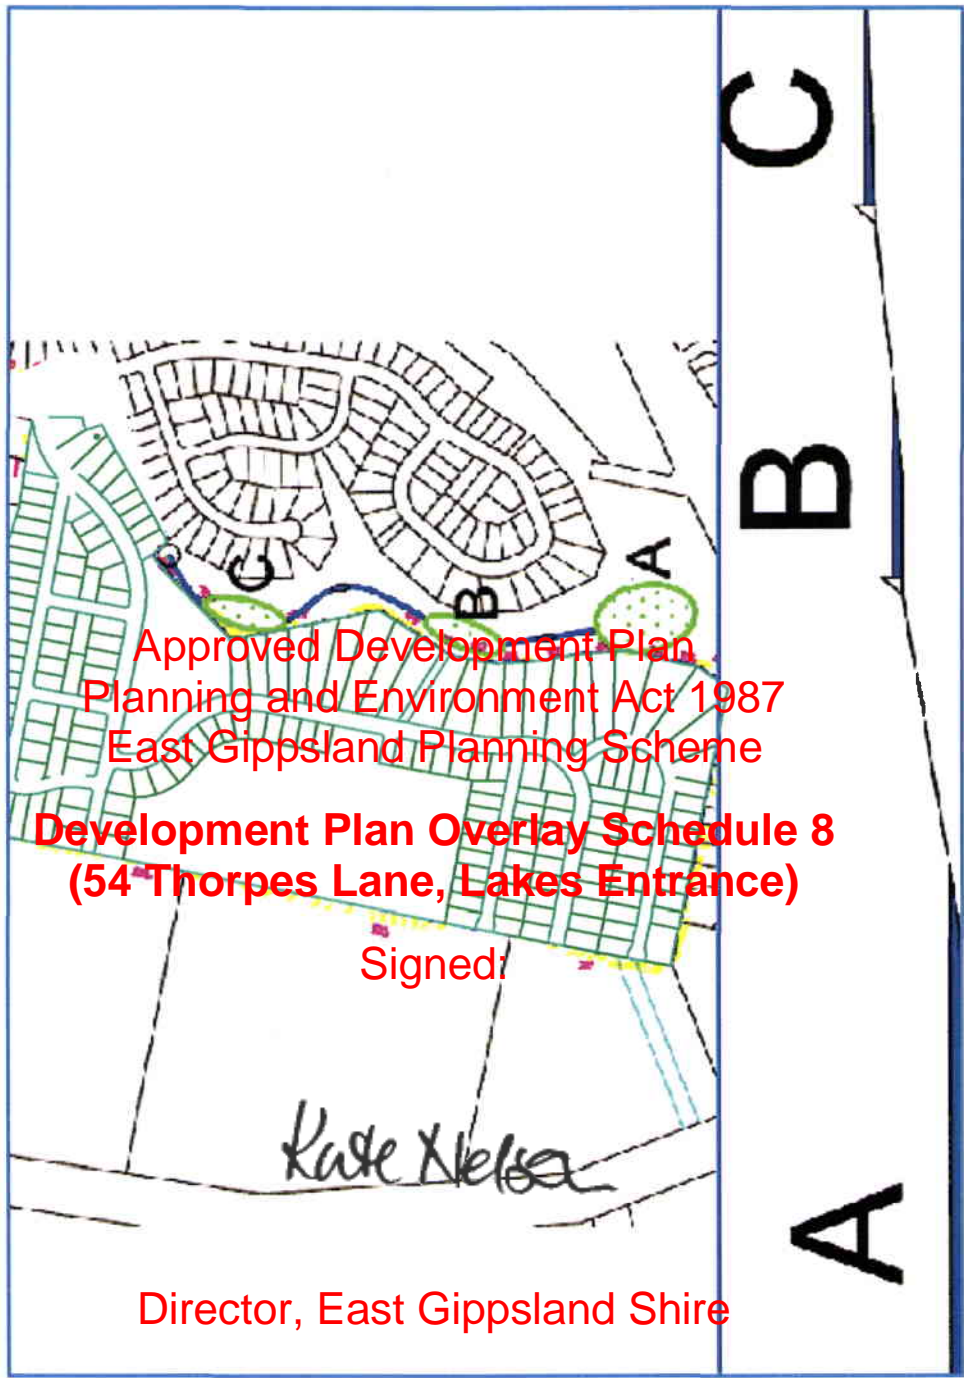 C
B
A
C
B
A
Approved Development Plan
Planning and Environment Act 1987
East Gippsland Planning Scheme
Development Plan Overlay Schedule 8
(54 Thorpes Lane, Lakes Entrance)
Signed:
Kate Nelson
Director, East Gippsland Shire